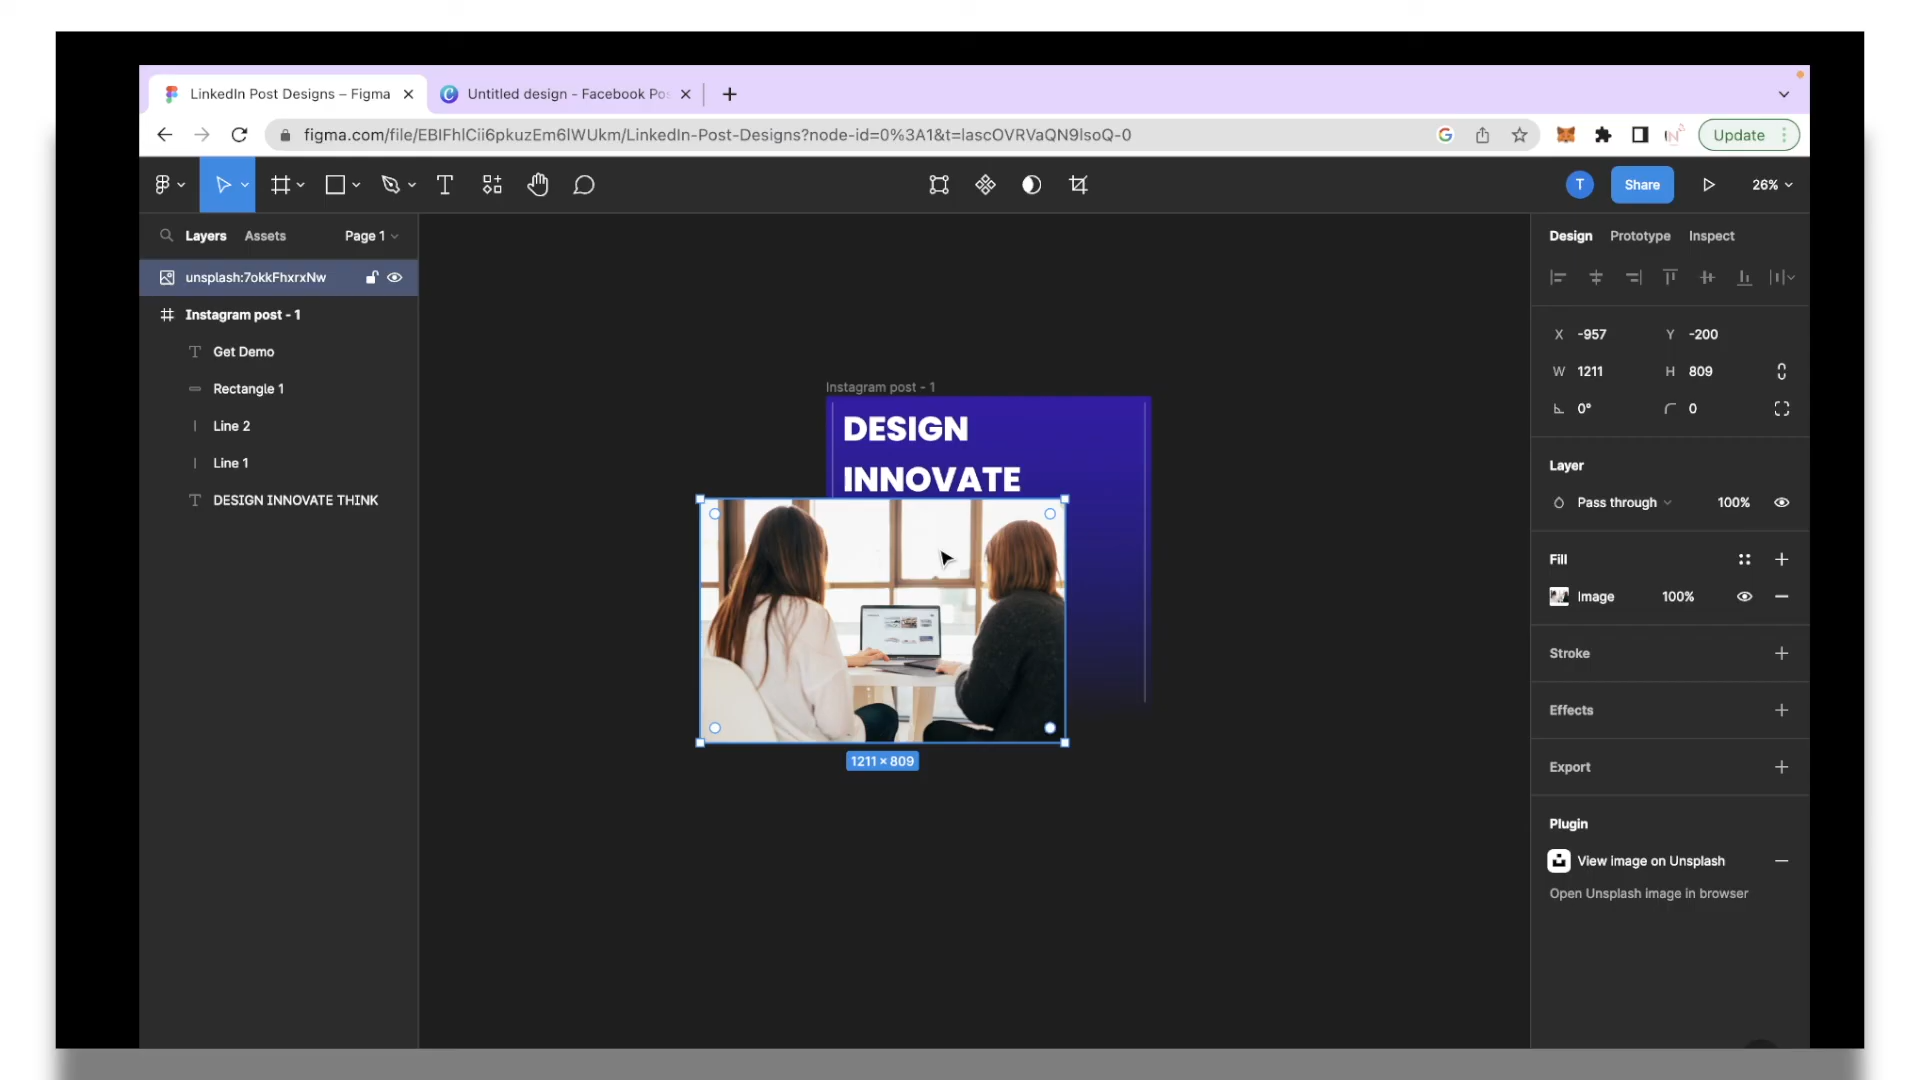 LinkedIn Post Designs – Figma
Untitled design - Facebook Po
figma.com/file/EBlFhlCii6pkuzEm6lWUkm/LinkedIn-Post-Designs?node-id=0%3A1&t=lascOVRVaQN9lsoQ-0
Update
T
Share
26%
Layers
Assets
Page 1
Design
Prototype
Inspect
unsplash:7okkFhxrxNw
Instagram post - 1
Get Demo
Rectangle 1
Line 2
Line 1
DESIGN INNOVATE THINK
Instagram post - 1
DESIGN
INNOVATE
1211 × 809
X -957
Y -200
W 1211
H 809
0°
0
Layer
Pass through
100%
Fill
Image
100%
Stroke
Effects
Export
Plugin
View image on Unsplash
Open Unsplash image in browser